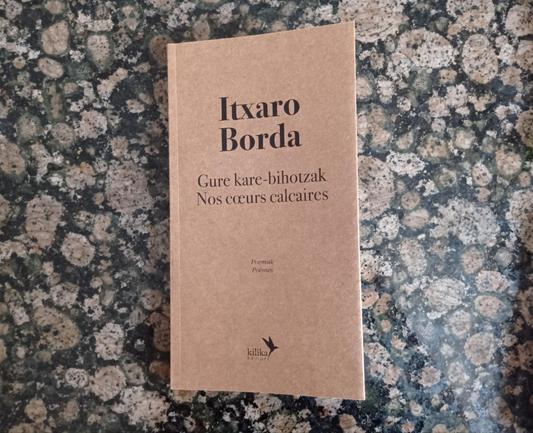 Itxaro
Borda
Gure kare-bihotzak
Nos cœurs calcaires
Poemak
Poèmes
kilika